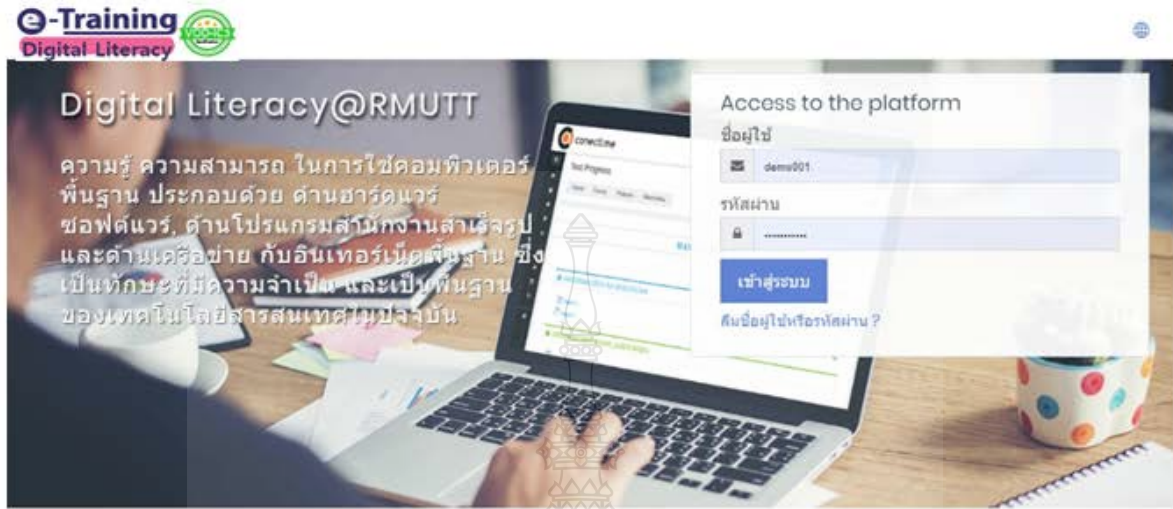 e-Training
Digital Literacy
Digital Literacy@RMUTT
ความรู้ ความสามารถ ในการใช้คอมพิวเตอร์
พื้นฐาน ประกอบด้วย ด้านฮาร์ดแวร์
ซอฟต์แวร์, ด้านโปรแกรมสำนักงานสำเร็จรูป
และด้านเครือข่าย กับอินเทอร์เน็ตพื้นฐาน ซึ่ง
เป็นทักษะที่มีความจำเป็น และเป็นพื้นฐาน
ของเทคโนโลยีสารสนเทศในปัจจุบัน
conecti.me
Access to the platform
ชื่อผู้ใช้
demo001
รหัสผ่าน
...........
เข้าสู่ระบบ
ลืมชื่อผู้ใช้หรือรหัสผ่าน ?